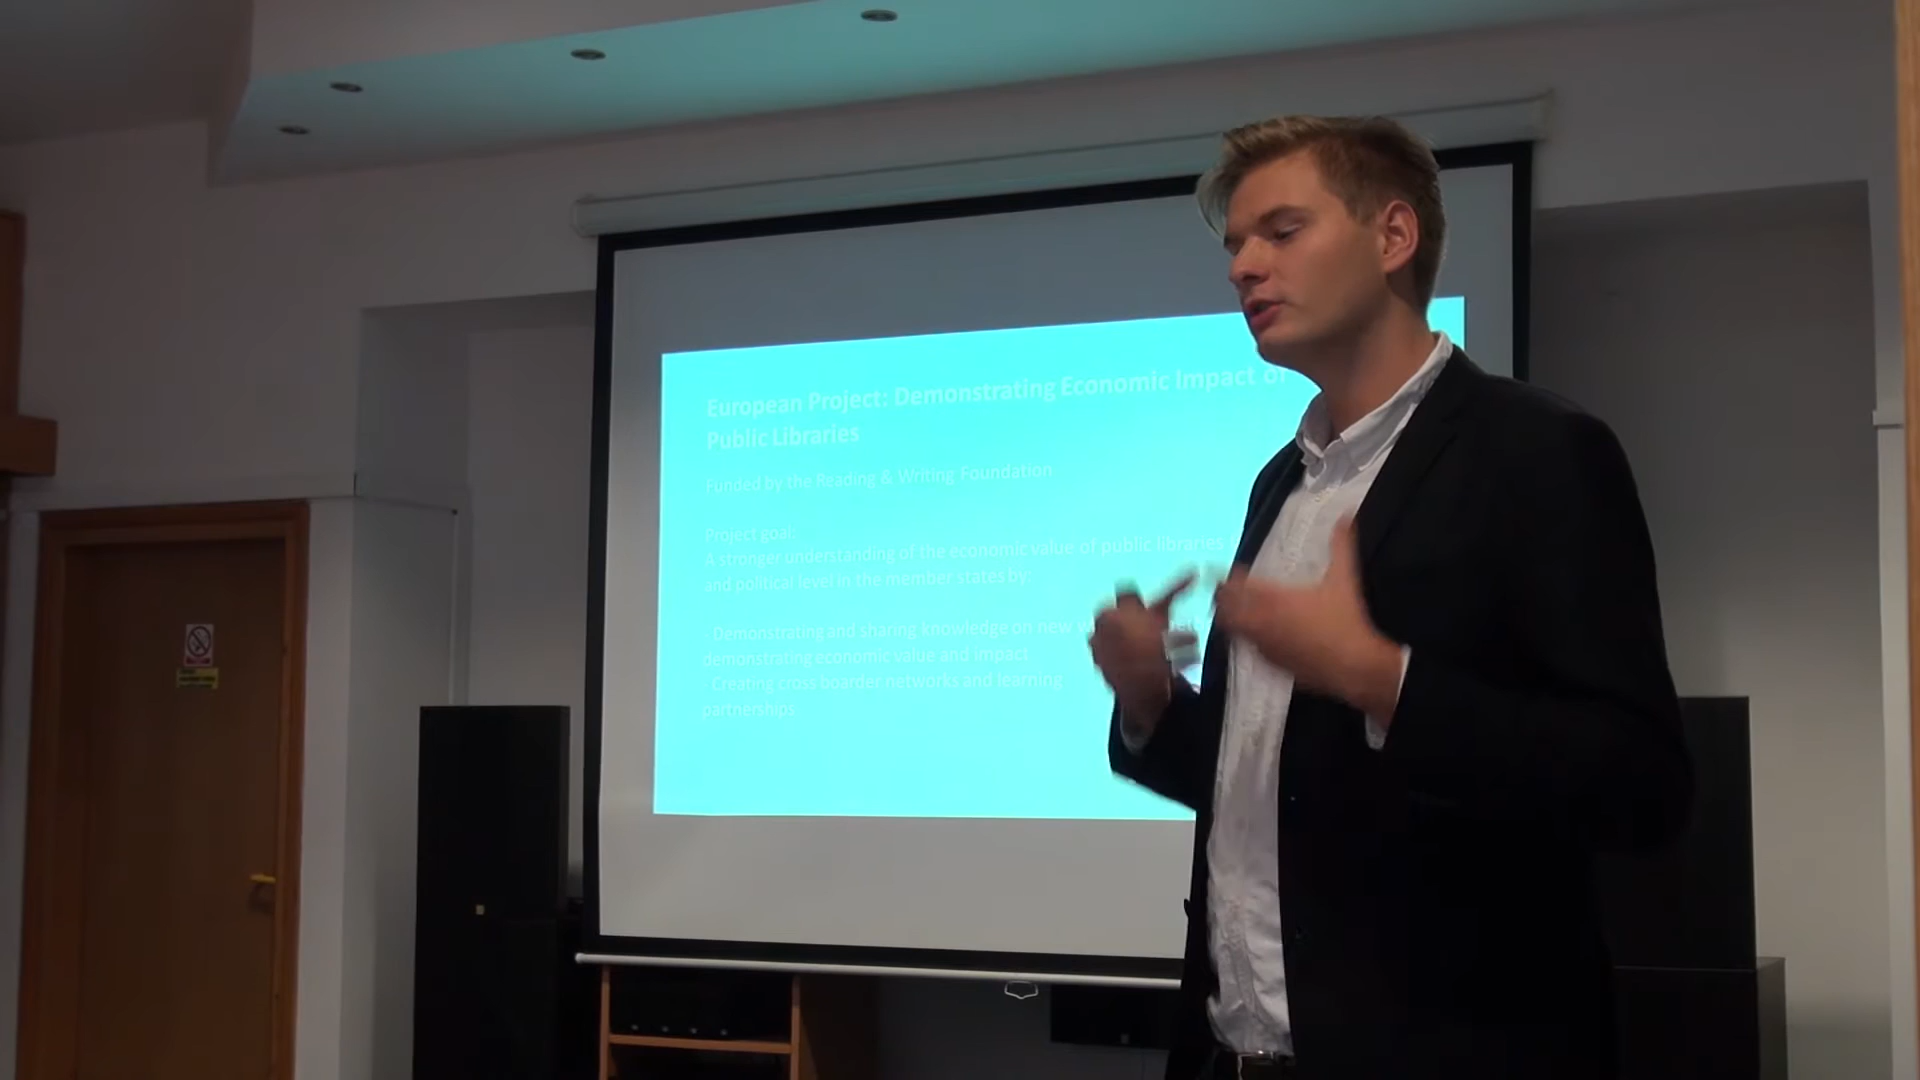 European Project: Demonstrating Economic Impact of
Public Libraries
Funded by the Reading & Writing Foundation.
Project goal:
A stronger understanding of the economic value of public libraries
and political level in the member states by:
- Demonstrating and sharing knowledge on new
demonstrating economic value and impact
- Creating cross boarder networks and learning
partnerships